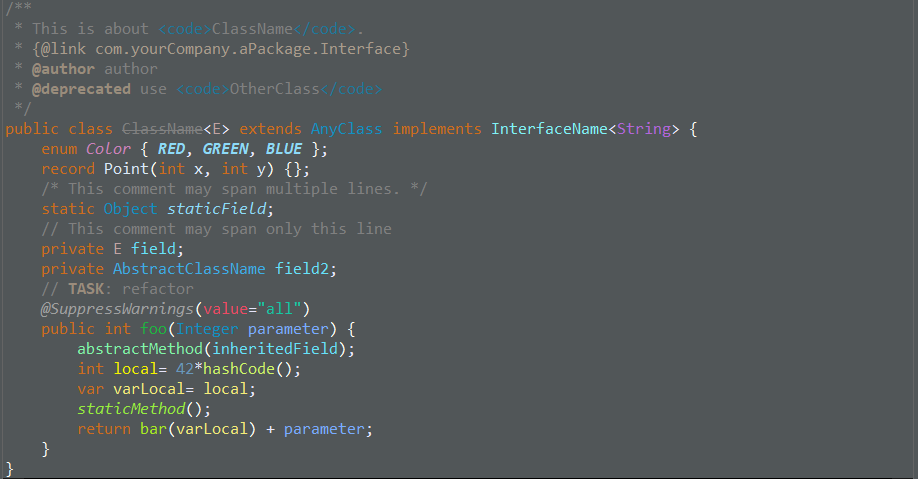 /**
 * This is about <code>ClassName</code>.
 * {@link com.yourCompany.aPackage.Interface}
 * @author author
 * @deprecated use <code>OtherClass</code>
 */
public class ClassName<E> extends AnyClass implements InterfaceName<String> {
    enum Color { RED, GREEN, BLUE };
    record Point(int x, int y) {};
    /* This comment may span multiple lines. */
    static Object staticField;
    // This comment may span only this line
    private E field;
    private AbstractClassName field2;
    // TASK: refactor
    @SuppressWarnings(value="all")
    public int foo(Integer parameter) {
        abstractMethod(inheritedField);
        int local= 42*hashCode();
        var varLocal= local;
        staticMethod();
        return bar(varLocal) + parameter;
    }
}